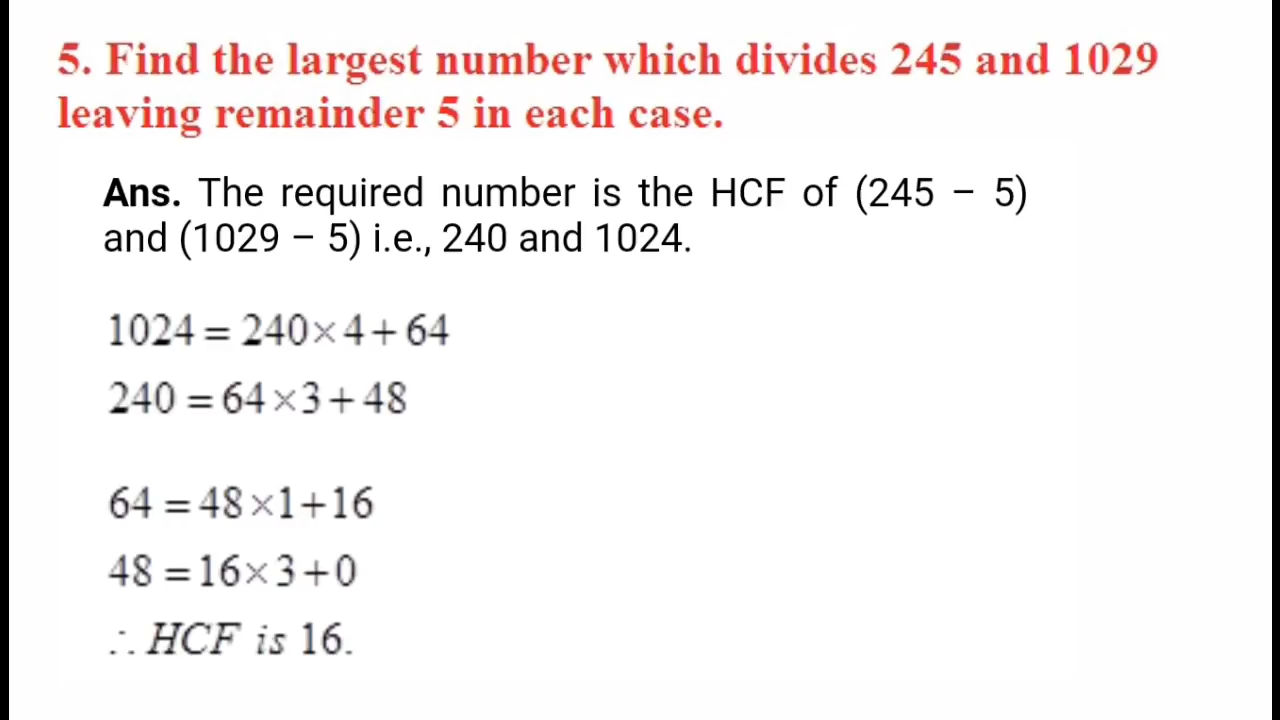 5. Find the largest number which divides 245 and 1029
leaving remainder 5 in each case.
Ans. The required number is the HCF of (245 – 5)
and (1029 – 5) i.e., 240 and 1024.
1024 = 240×4+64
240 = 64×3+48
64 = 48×1+16
48 = 16×3+0
∴ HCF is 16.